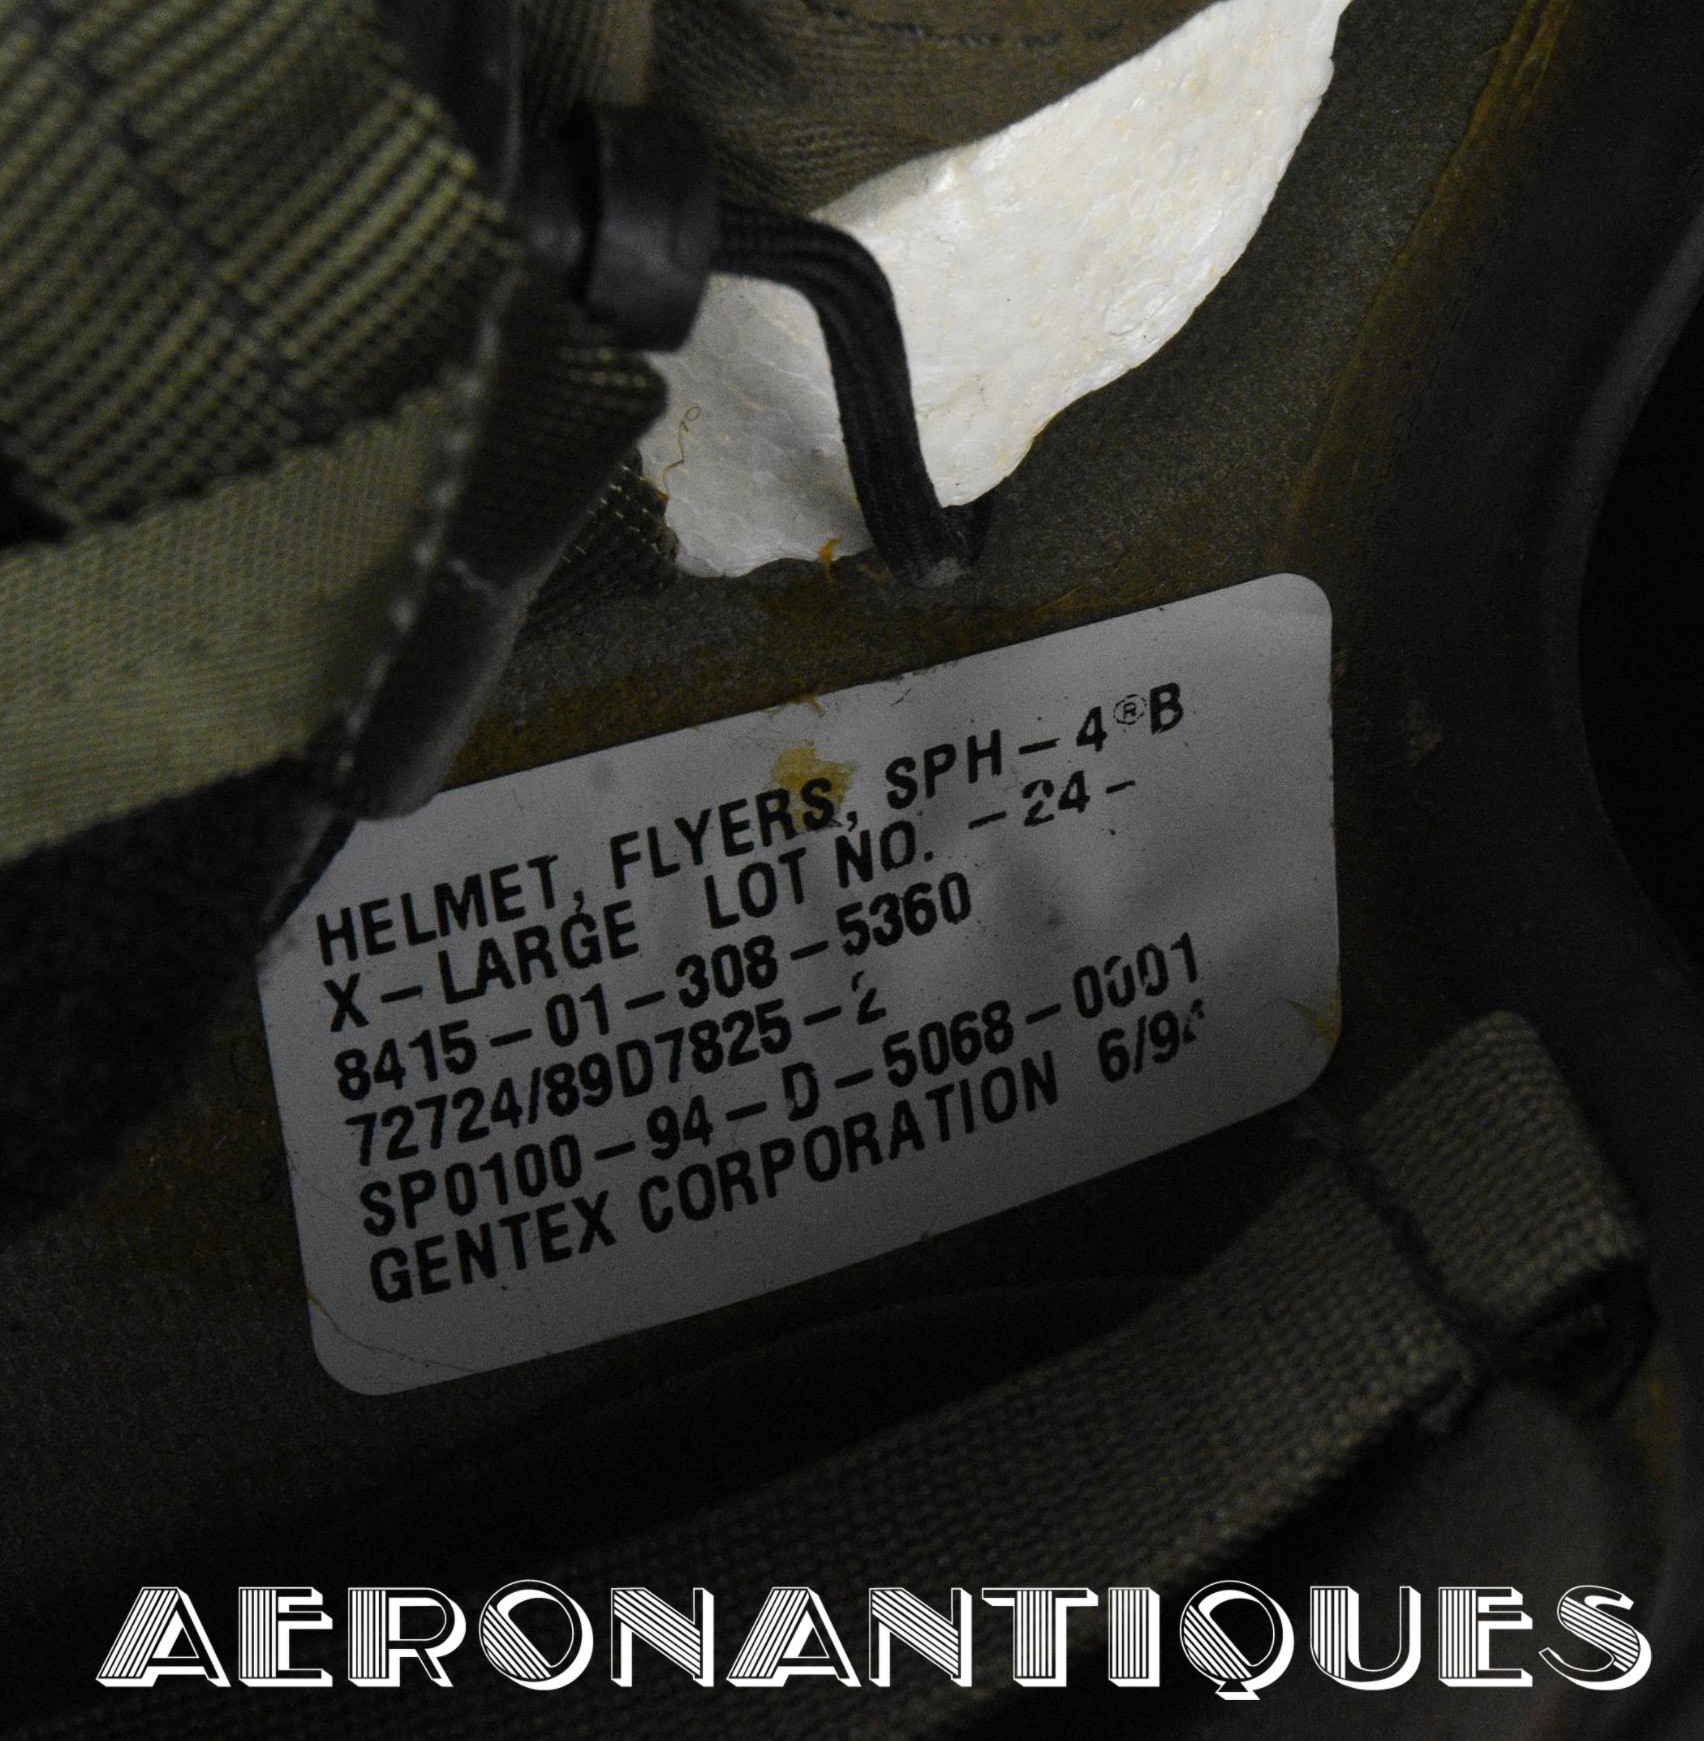 HELMET, FLYERS, SPH-4®B
X-LARGE LOT NO. -24-
8415-01-308-5360
72724/89D7825-2
SP0100-94-D-5068-0001
GENTEX CORPORATION
AERONANTIQUES